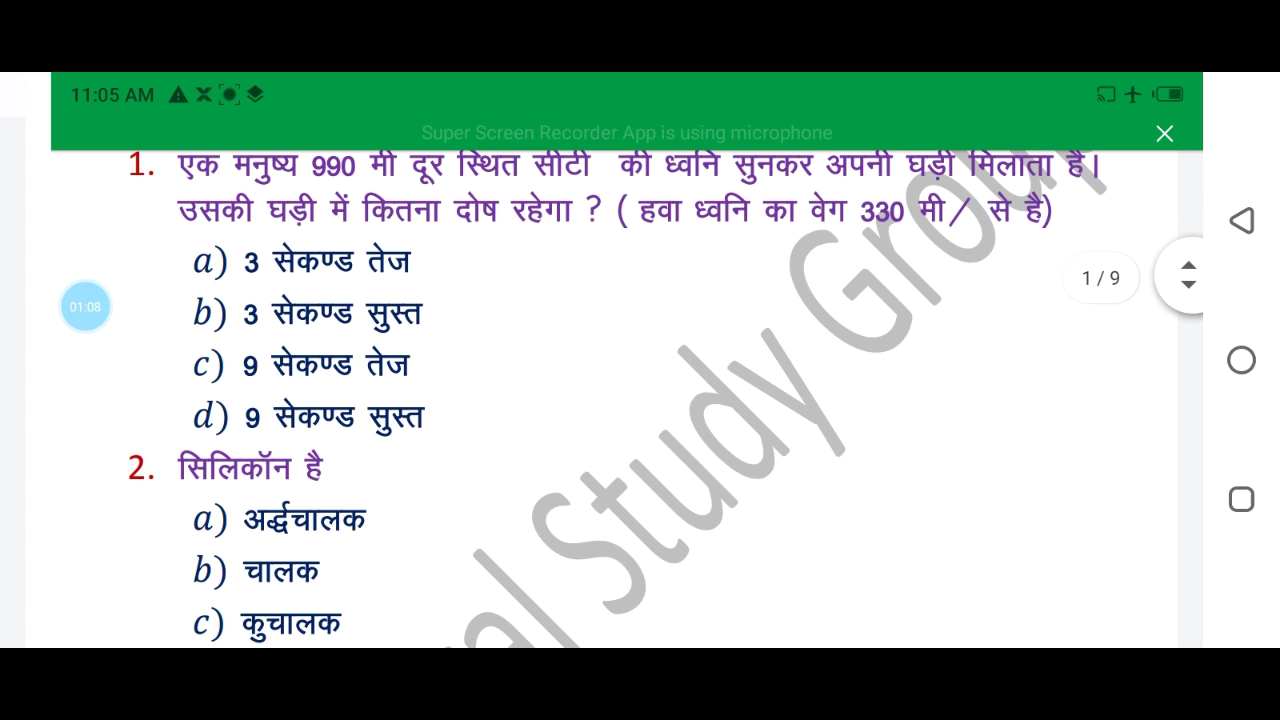 11:05 AM
Super Screen Recorder App is using microphone
1. एक मनुष्य 990 मी दूर स्थित सीटी की ध्वनि सुनकर अपनी घड़ी मिलाता है।
उसकी घड़ी में कितना दोष रहेगा ? ( हवा ध्वनि का वेग 330 मी/ से है)
a) 3 सेकण्ड तेज
01:08
1 / 9
b) 3 सेकण्ड सुस्त
c) 9 सेकण्ड तेज
d) 9 सेकण्ड सुस्त
2. सिलिकॉन है
a) अर्द्धचालक
b) चालक
c) कुचालक
Study Group